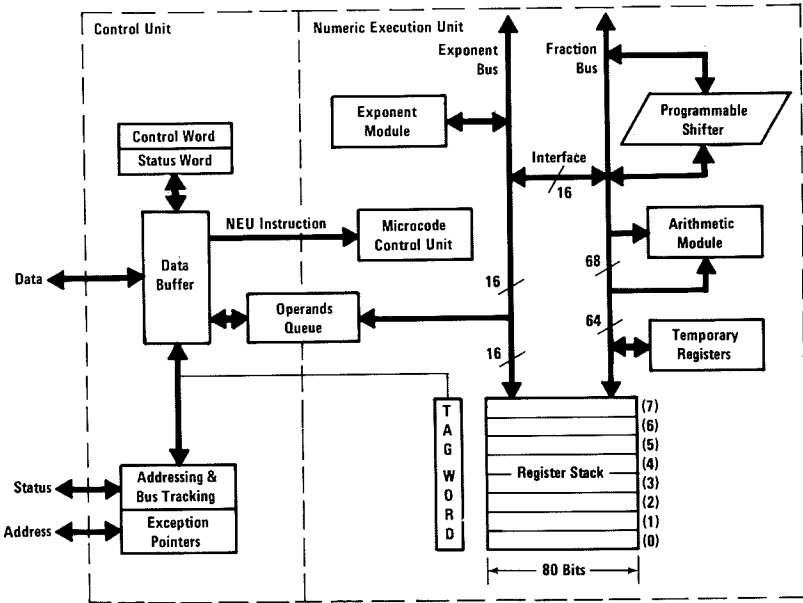 Control Unit
Numeric Execution Unit
Exponent
Bus
Fraction
Bus
Exponent
Module
Programmable
Shifter
Control Word
Status Word
Interface
16
NEU Instruction
Microcode
Control Unit
Arithmetic
Module
Data
Data
Buffer
68
16
Operands
Queue
64
16
Temporary
Registers
TAG WORD
(7)
(6)
(5)
(4)
(3)
(2)
(1)
(0)
Register Stack
Status
Addressing &
Bus Tracking
Address
Exception
Pointers
80 Bits